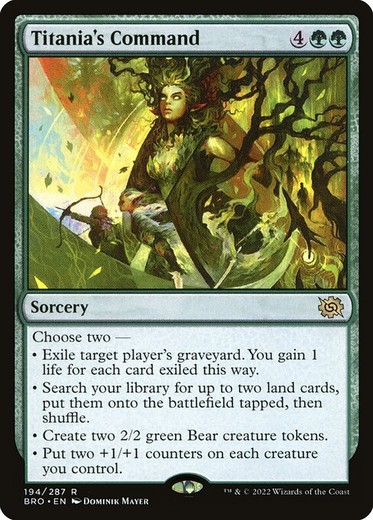 Titania's Command 4
Sorcery
Choose two —
• Exile target player's graveyard. You gain 1
life for each card exiled this way.
• Search your library for up to two land cards,
put them onto the battlefield tapped, then
shuffle.
• Create two 2/2 green Bear creature tokens.
• Put two +1/+1 counters on each creature
you control.
194/287 R
BRO • EN Dominik Mayer
™ & © 2022 Wizards of the Coast